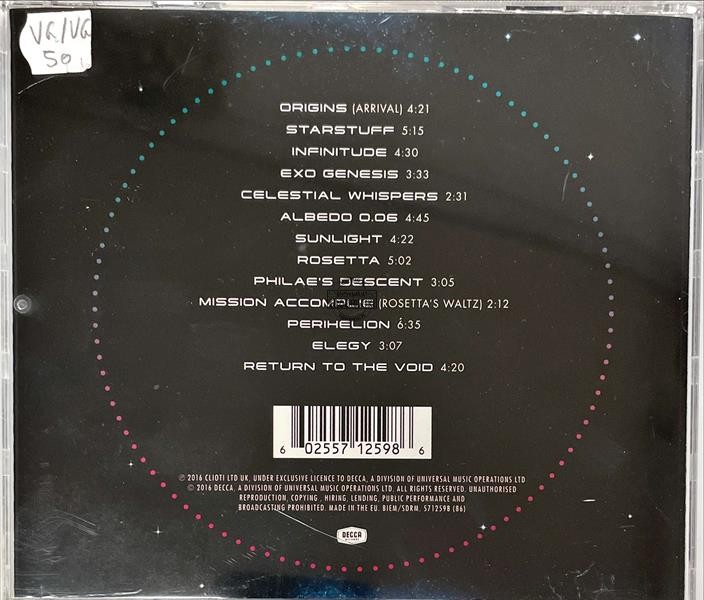 VG/VG
50
ORIGINS (ARRIVAL) 4:21
STARSTUFF 5:15
INFINITUDE 4:30
EXO GENESIS 3:33
CELESTIAL WHISPERS 2:31
ALBEDO 0.06 4:45
SUNLIGHT 4:22
ROSETTA 5:02
PHILAE'S DESCENT 3:05
MISSION ACCOMPLIE (ROSETTA'S WALTZ) 2:12
PERIHELION 6:35
ELEGY 3:07
RETURN TO THE VOID 4:20
6 02557 12598 6
℗ 2016 CLIOTI LTD UK, UNDER EXCLUSIVE LICENCE TO DECCA, A DIVISION OF UNIVERSAL MUSIC OPERATIONS LTD
© 2016 DECCA, A DIVISION OF UNIVERSAL MUSIC OPERATIONS LTD. ALL RIGHTS RESERVED. UNAUTHORISED
REPRODUCTION, COPYING, HIRING, LENDING, PUBLIC PERFORMANCE AND
BROADCASTING PROHIBITED. MADE IN THE EU. BIEM/SDRM. 5712598 (86)
DECCA